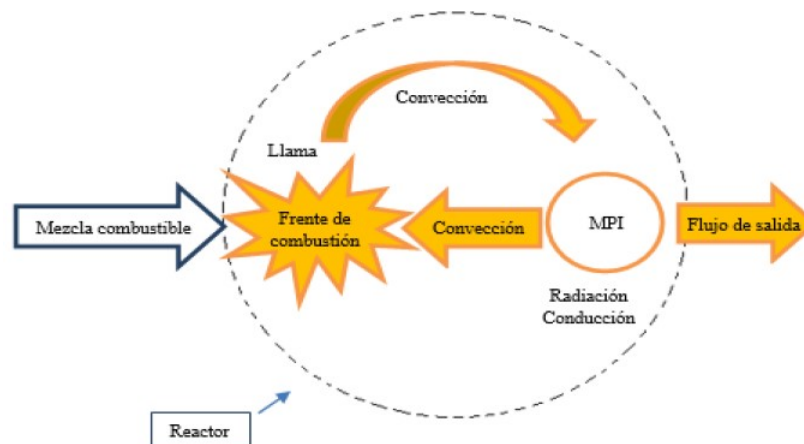 Convección
Llama
Mezcla combustible
Frente de
combustión
Convección
MPI
Flujo de salida
Radiación
Conducción
Reactor